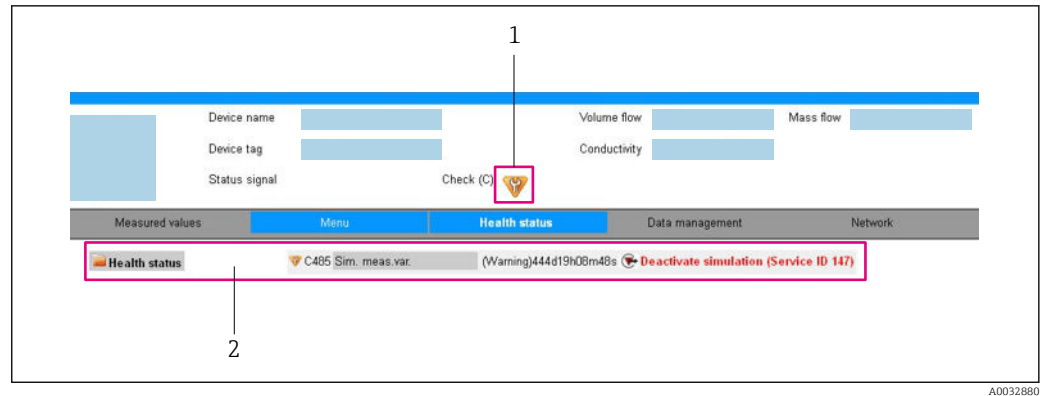 1
Device name Volume flow Mass flow
Device tag Conductivity
Status signal Check (C)
Measured values Menu Health status Data management Network
Health status C485 Sim. meas.var. (Warning)444d19h08m48s Deactivate simulation (Service ID 147)
2
A0032880